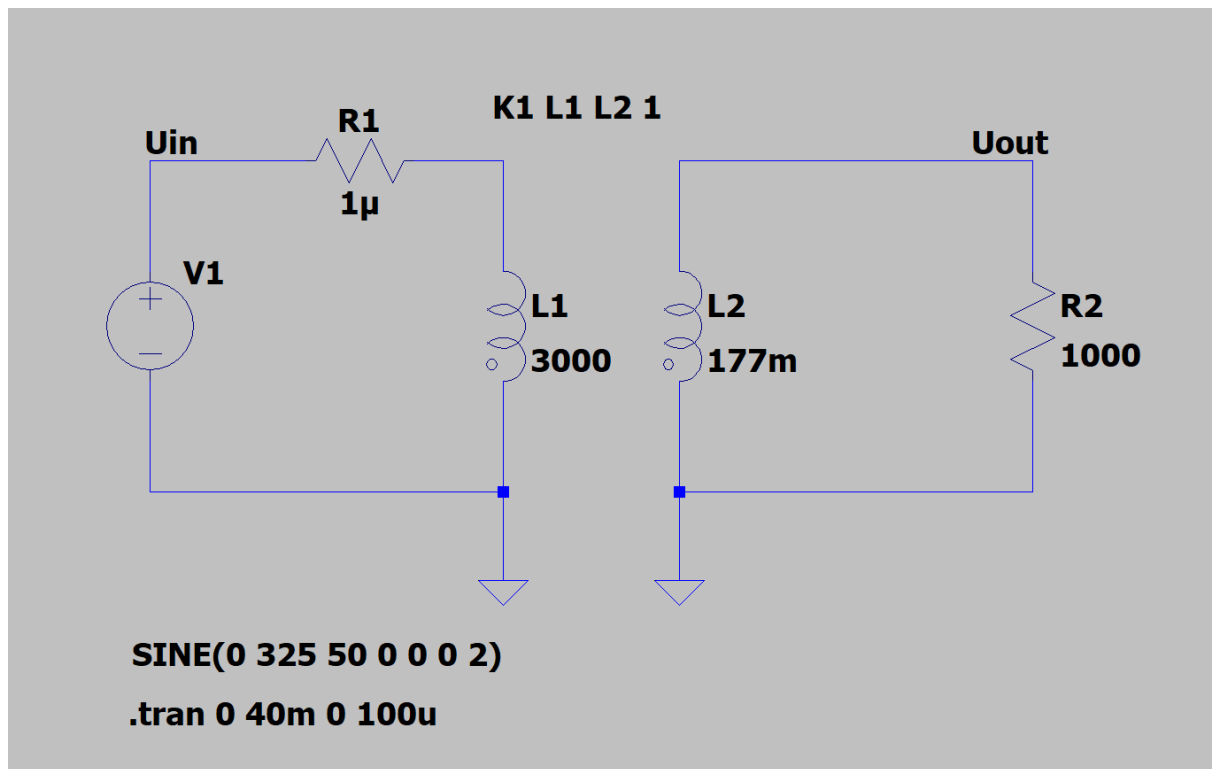 K1 L1 L2 1
R1
Uin
Uout
1µ
V1
L1
L2
R2
3000
177m
1000
SINE(0 325 50 0 0 0 2)
.tran 0 40m 0 100u